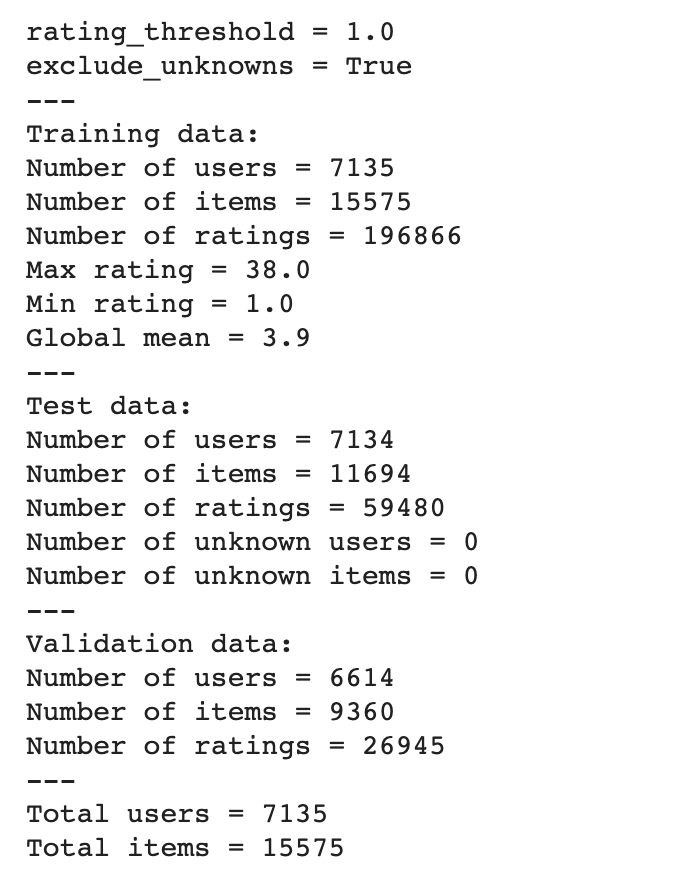 rating_threshold = 1.0
exclude_unknowns = True
---
Training data:
Number of users = 7135
Number of items = 15575
Number of ratings = 196866
Max rating = 38.0
Min rating = 1.0
Global mean = 3.9
---
Test data:
Number of users = 7134
Number of items = 11694
Number of ratings = 59480
Number of unknown users = 0
Number of unknown items = 0
---
Validation data:
Number of users = 6614
Number of items = 9360
Number of ratings = 26945
---
Total users = 7135
Total items = 15575